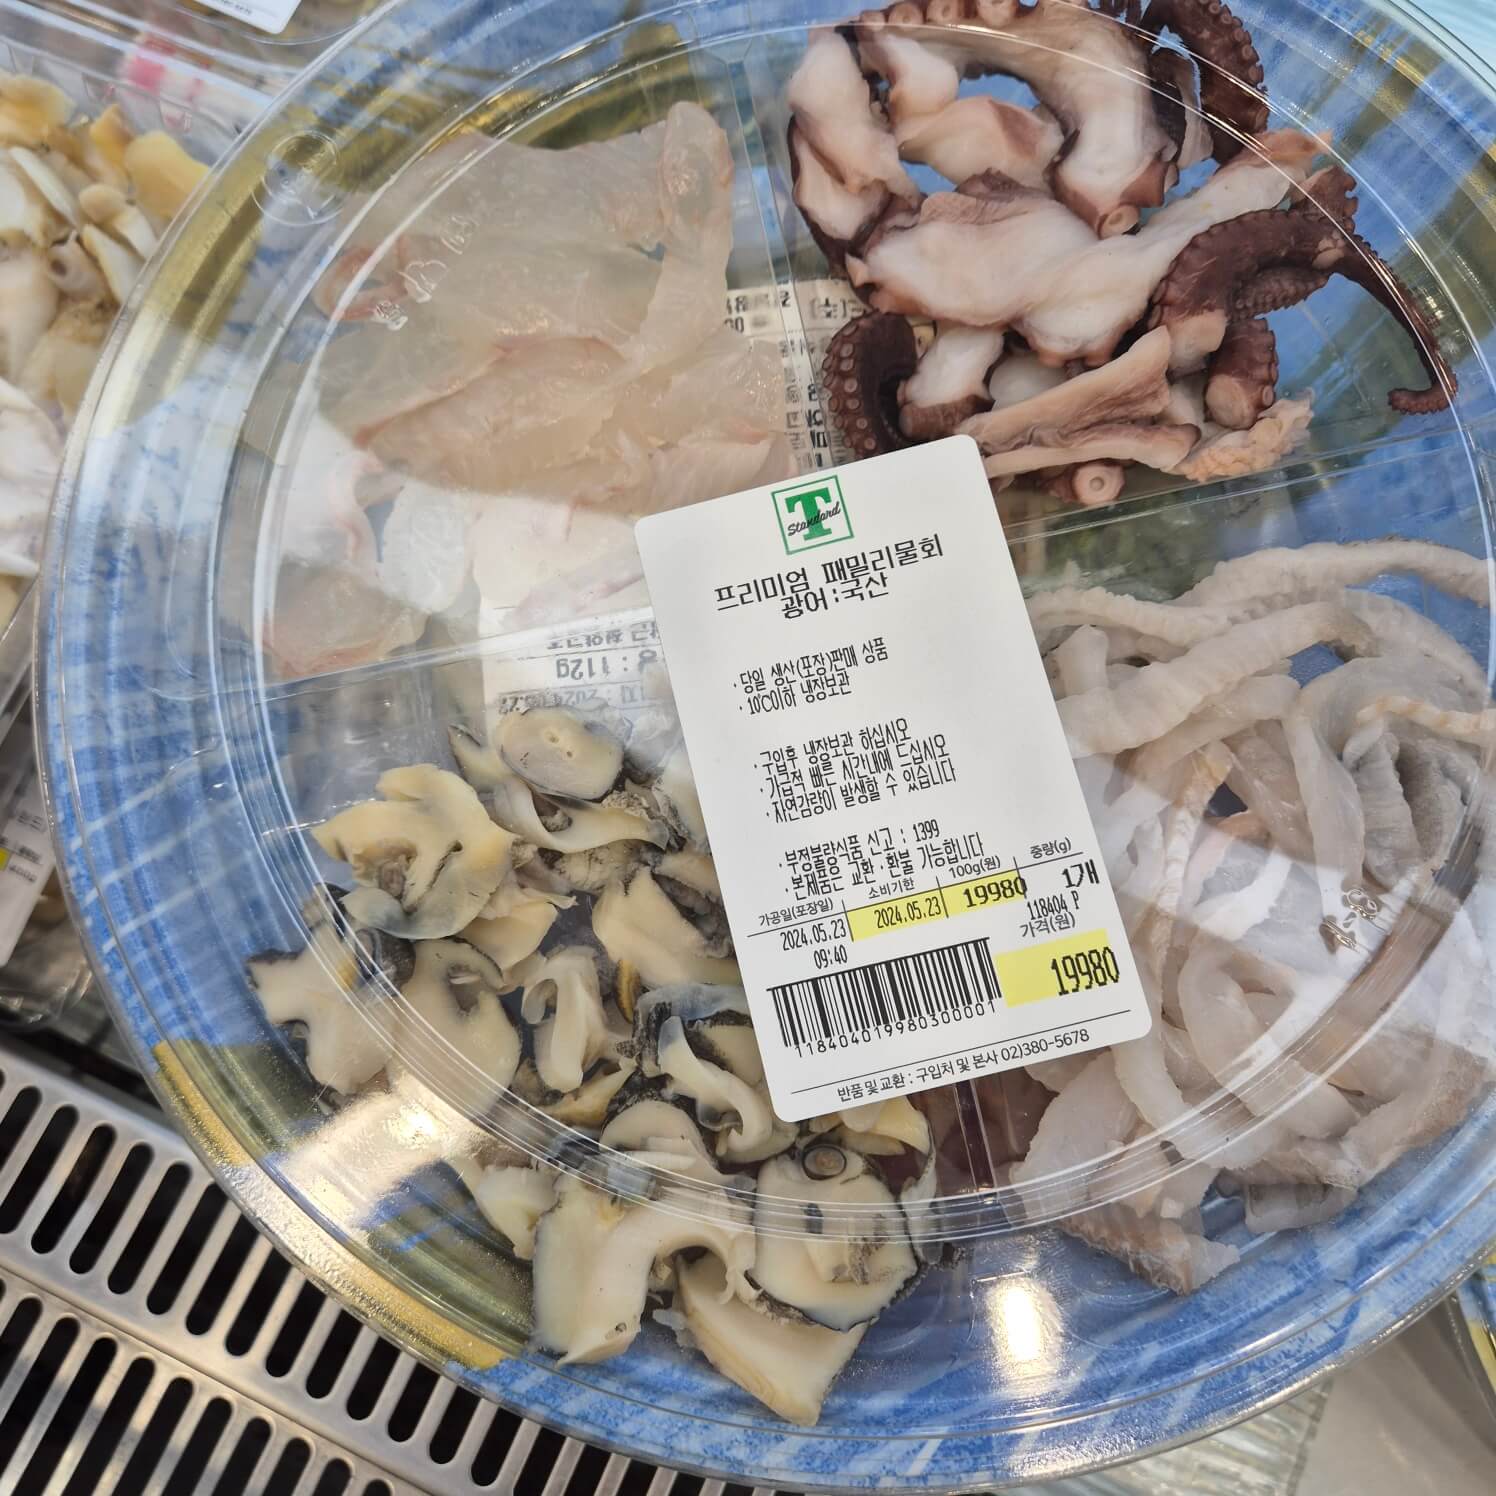 T
Standard
프리미엄 패밀리물회
광어:국산
·당일 생산(포장)판매 상품
·10℃이하 냉장보관
·구입후 냉장보관 하십시오
·가급적 빠른 시간내에 드십시오
·자연감량이 발생할 수 있습니다
·부정불량식품 신고 : 1399
·본제품은 교환·환불 가능합니다
가공일(포장일) 소비기한 100g(원) 중량(g)
2024.05.23 2024.05.23 19980 1개
09:40
118404 P
가격(원)
19980
1184040199803000001
반품 및 교환 : 구입처 및 본사 02)380-5678
: 112g